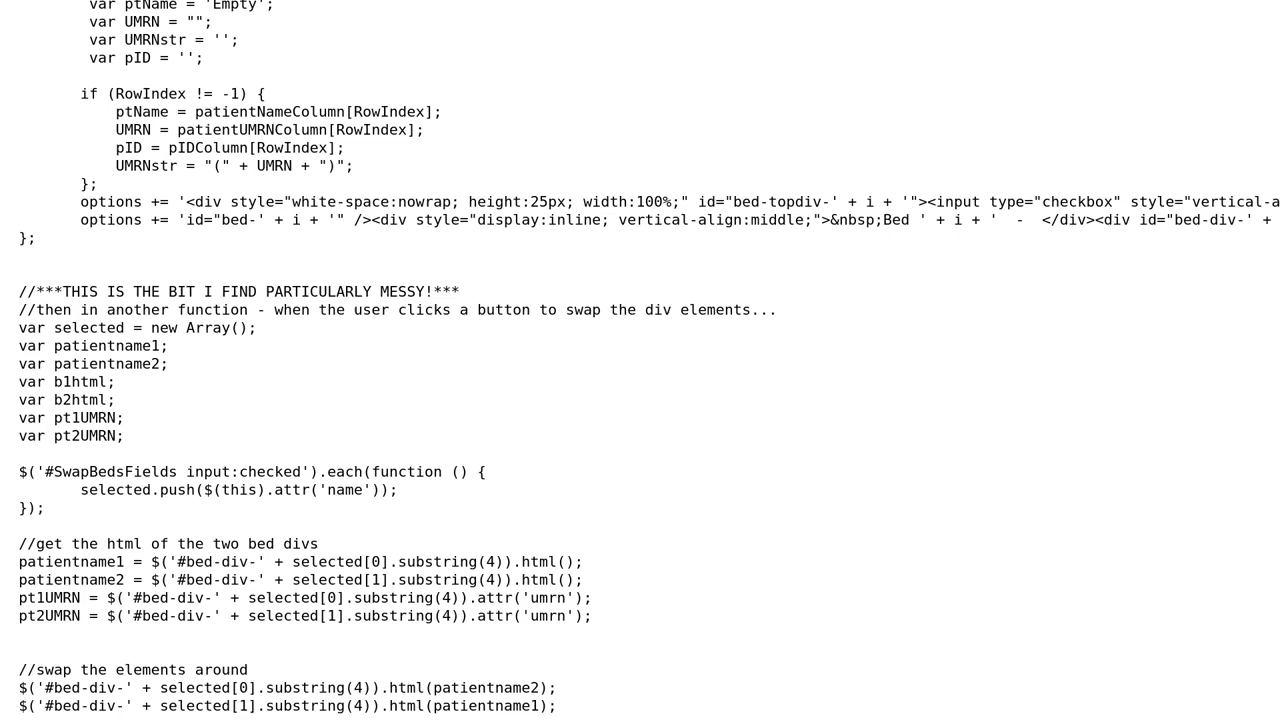 var ptName = 'Empty';
var UMRN = "";
var UMRNstr = '';
var pID = '';
if (RowIndex != -1) {
ptName = patientNameColumn[RowIndex];
UMRN = patientUMRNColumn[RowIndex];
pID = pIDColumn[RowIndex];
UMRNstr = "(" + UMRN + ")";
};
options += '<div style="white-space:nowrap; height:25px; width:100%;" id="bed-topdiv-' + i + '"><input type="checkbox" style="vertical-a
options += 'id="bed-' + i + '" /><div style="display:inline; vertical-align:middle;">&nbsp;Bed ' + i + '  -  </div><div id="bed-div-' +
};
//***THIS IS THE BIT I FIND PARTICULARLY MESSY!***
//then in another function - when the user clicks a button to swap the div elements...
var selected = new Array();
var patientname1;
var patientname2;
var b1html;
var b2html;
var pt1UMRN;
var pt2UMRN;
$('#SwapBedsFields input:checked').each(function () {
selected.push($(this).attr('name'));
});
//get the html of the two bed divs
patientname1 = $('#bed-div-' + selected[0].substring(4)).html();
patientname2 = $('#bed-div-' + selected[1].substring(4)).html();
pt1UMRN = $('#bed-div-' + selected[0].substring(4)).attr('umrn');
pt2UMRN = $('#bed-div-' + selected[1].substring(4)).attr('umrn');
//swap the elements around
$('#bed-div-' + selected[0].substring(4)).html(patientname2);
$('#bed-div-' + selected[1].substring(4)).html(patientname1);